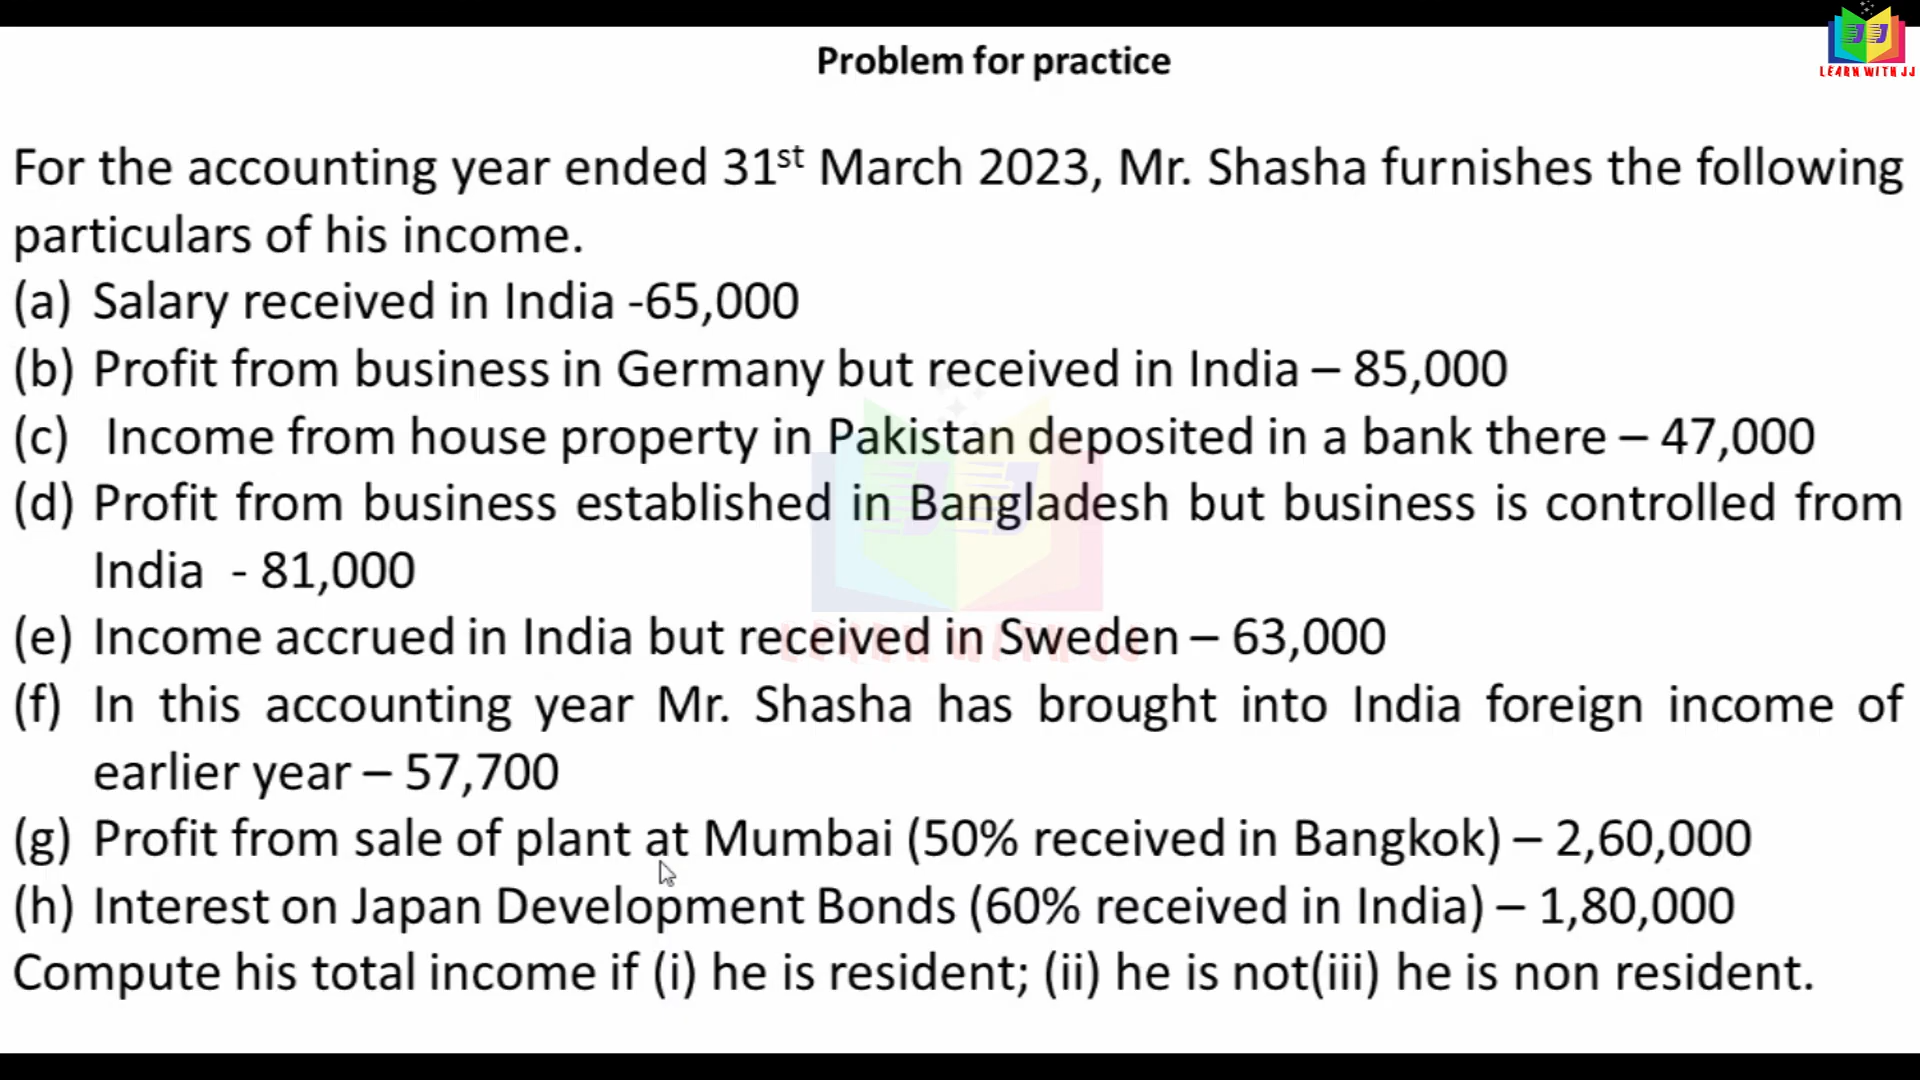 LEARN WITH JJ
Problem for practice
For the accounting year ended 31st March 2023, Mr. Shasha furnishes the following
particulars of his income.
(a) Salary received in India -65,000
(b) Profit from business in Germany but received in India – 85,000
(c) Income from house property in Pakistan deposited in a bank there – 47,000
(d) Profit from business established in Bangladesh but business is controlled from
India - 81,000
(e) Income accrued in India but received in Sweden – 63,000
(f) In this accounting year Mr. Shasha has brought into India foreign income of
earlier year – 57,700
(g) Profit from sale of plant at Mumbai (50% received in Bangkok) – 2,60,000
(h) Interest on Japan Development Bonds (60% received in India) – 1,80,000
Compute his total income if (i) he is resident; (ii) he is not(iii) he is non resident.
JJ
LEARN WITH JJ